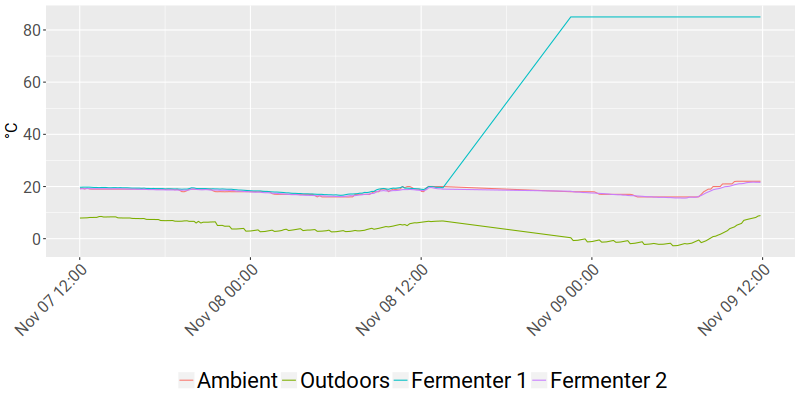 80
60
40
20
0
°C
Nov 07 12:00
Nov 08 00:00
Nov 08 12:00
Nov 09 00:00
Nov 09 12:00
Ambient Outdoors Fermenter 1 Fermenter 2